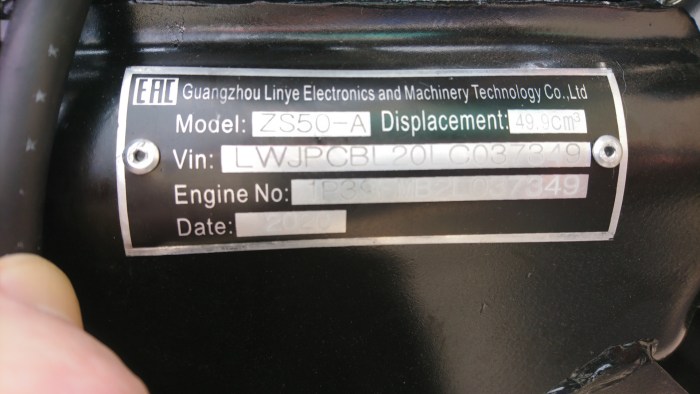 EAC Guangzhou Linye Electronics and Machinery Technology Co.,Ltd
Model: ZS50-A Displacement: 49.9cm³
Vin: LWJPCBL20LC037349
Engine No:
Date: 2020